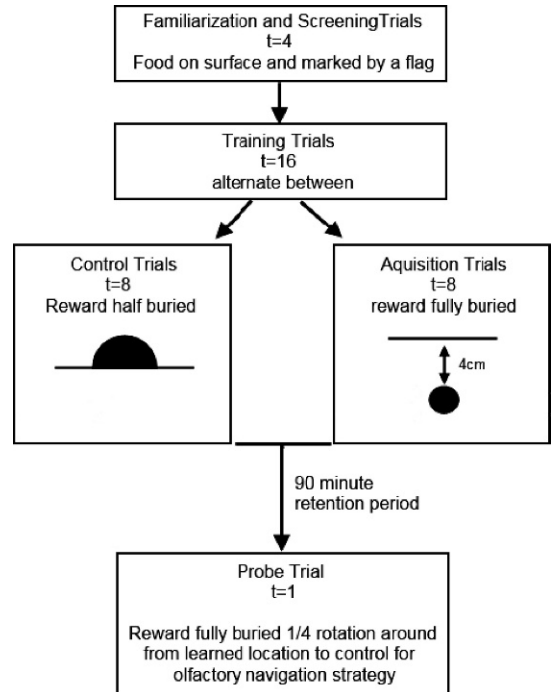 Familiarization and ScreeningTrials
t=4
Food on surface and marked by a flag
Training Trials
t=16
alternate between
Control Trials
t=8
Reward half buried
Aquisition Trials
t=8
reward fully buried
4cm
90 minute
retention period
Probe Trial
t=1
Reward fully buried 1/4 rotation around
from learned location to control for
olfactory navigation strategy